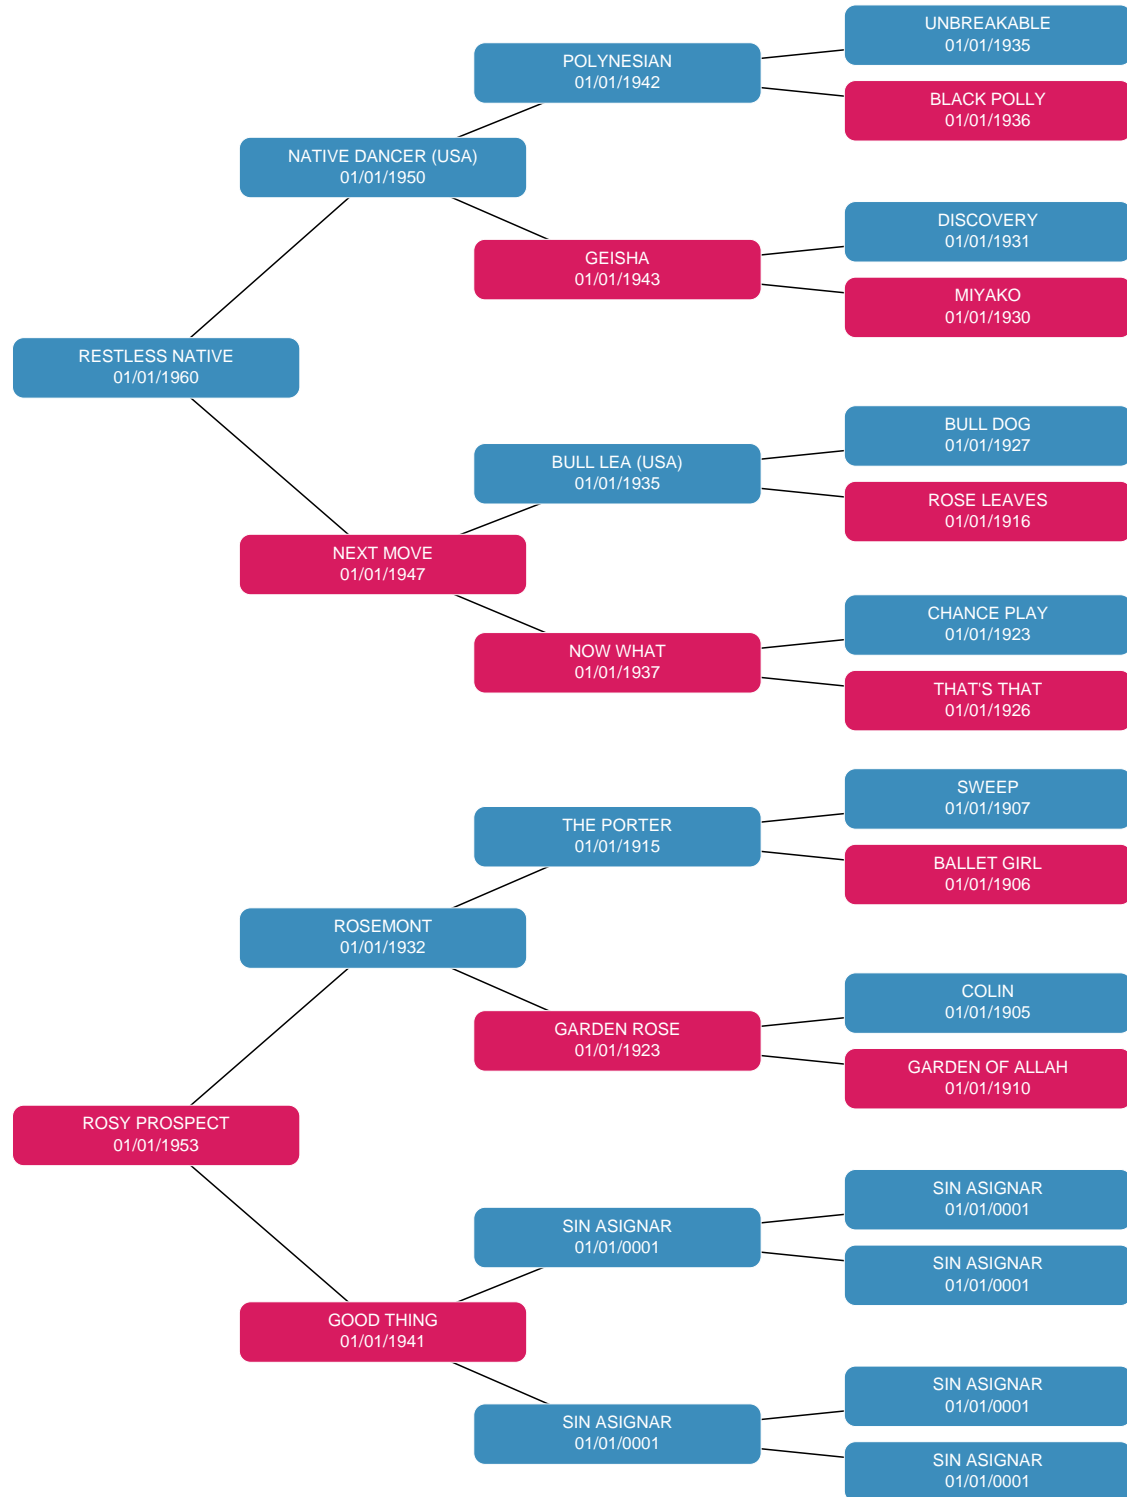 UNBREAKABLE
01/01/1935
POLYNESIAN
01/01/1942
BLACK POLLY
01/01/1936
NATIVE DANCER (USA)
01/01/1950
DISCOVERY
01/01/1931
GEISHA
01/01/1943
MIYAKO
01/01/1930
RESTLESS NATIVE
01/01/1960
BULL DOG
01/01/1927
BULL LEA (USA)
01/01/1935
ROSE LEAVES
01/01/1916
NEXT MOVE
01/01/1947
CHANCE PLAY
01/01/1923
NOW WHAT
01/01/1937
THAT'S THAT
01/01/1926
SWEEP
01/01/1907
THE PORTER
01/01/1915
BALLET GIRL
01/01/1906
ROSEMONT
01/01/1932
COLIN
01/01/1905
GARDEN ROSE
01/01/1923
GARDEN OF ALLAH
01/01/1910
ROSY PROSPECT
01/01/1953
SIN ASIGNAR
01/01/0001
SIN ASIGNAR
01/01/0001
SIN ASIGNAR
01/01/0001
GOOD THING
01/01/1941
SIN ASIGNAR
01/01/0001
SIN ASIGNAR
01/01/0001
SIN ASIGNAR
01/01/0001